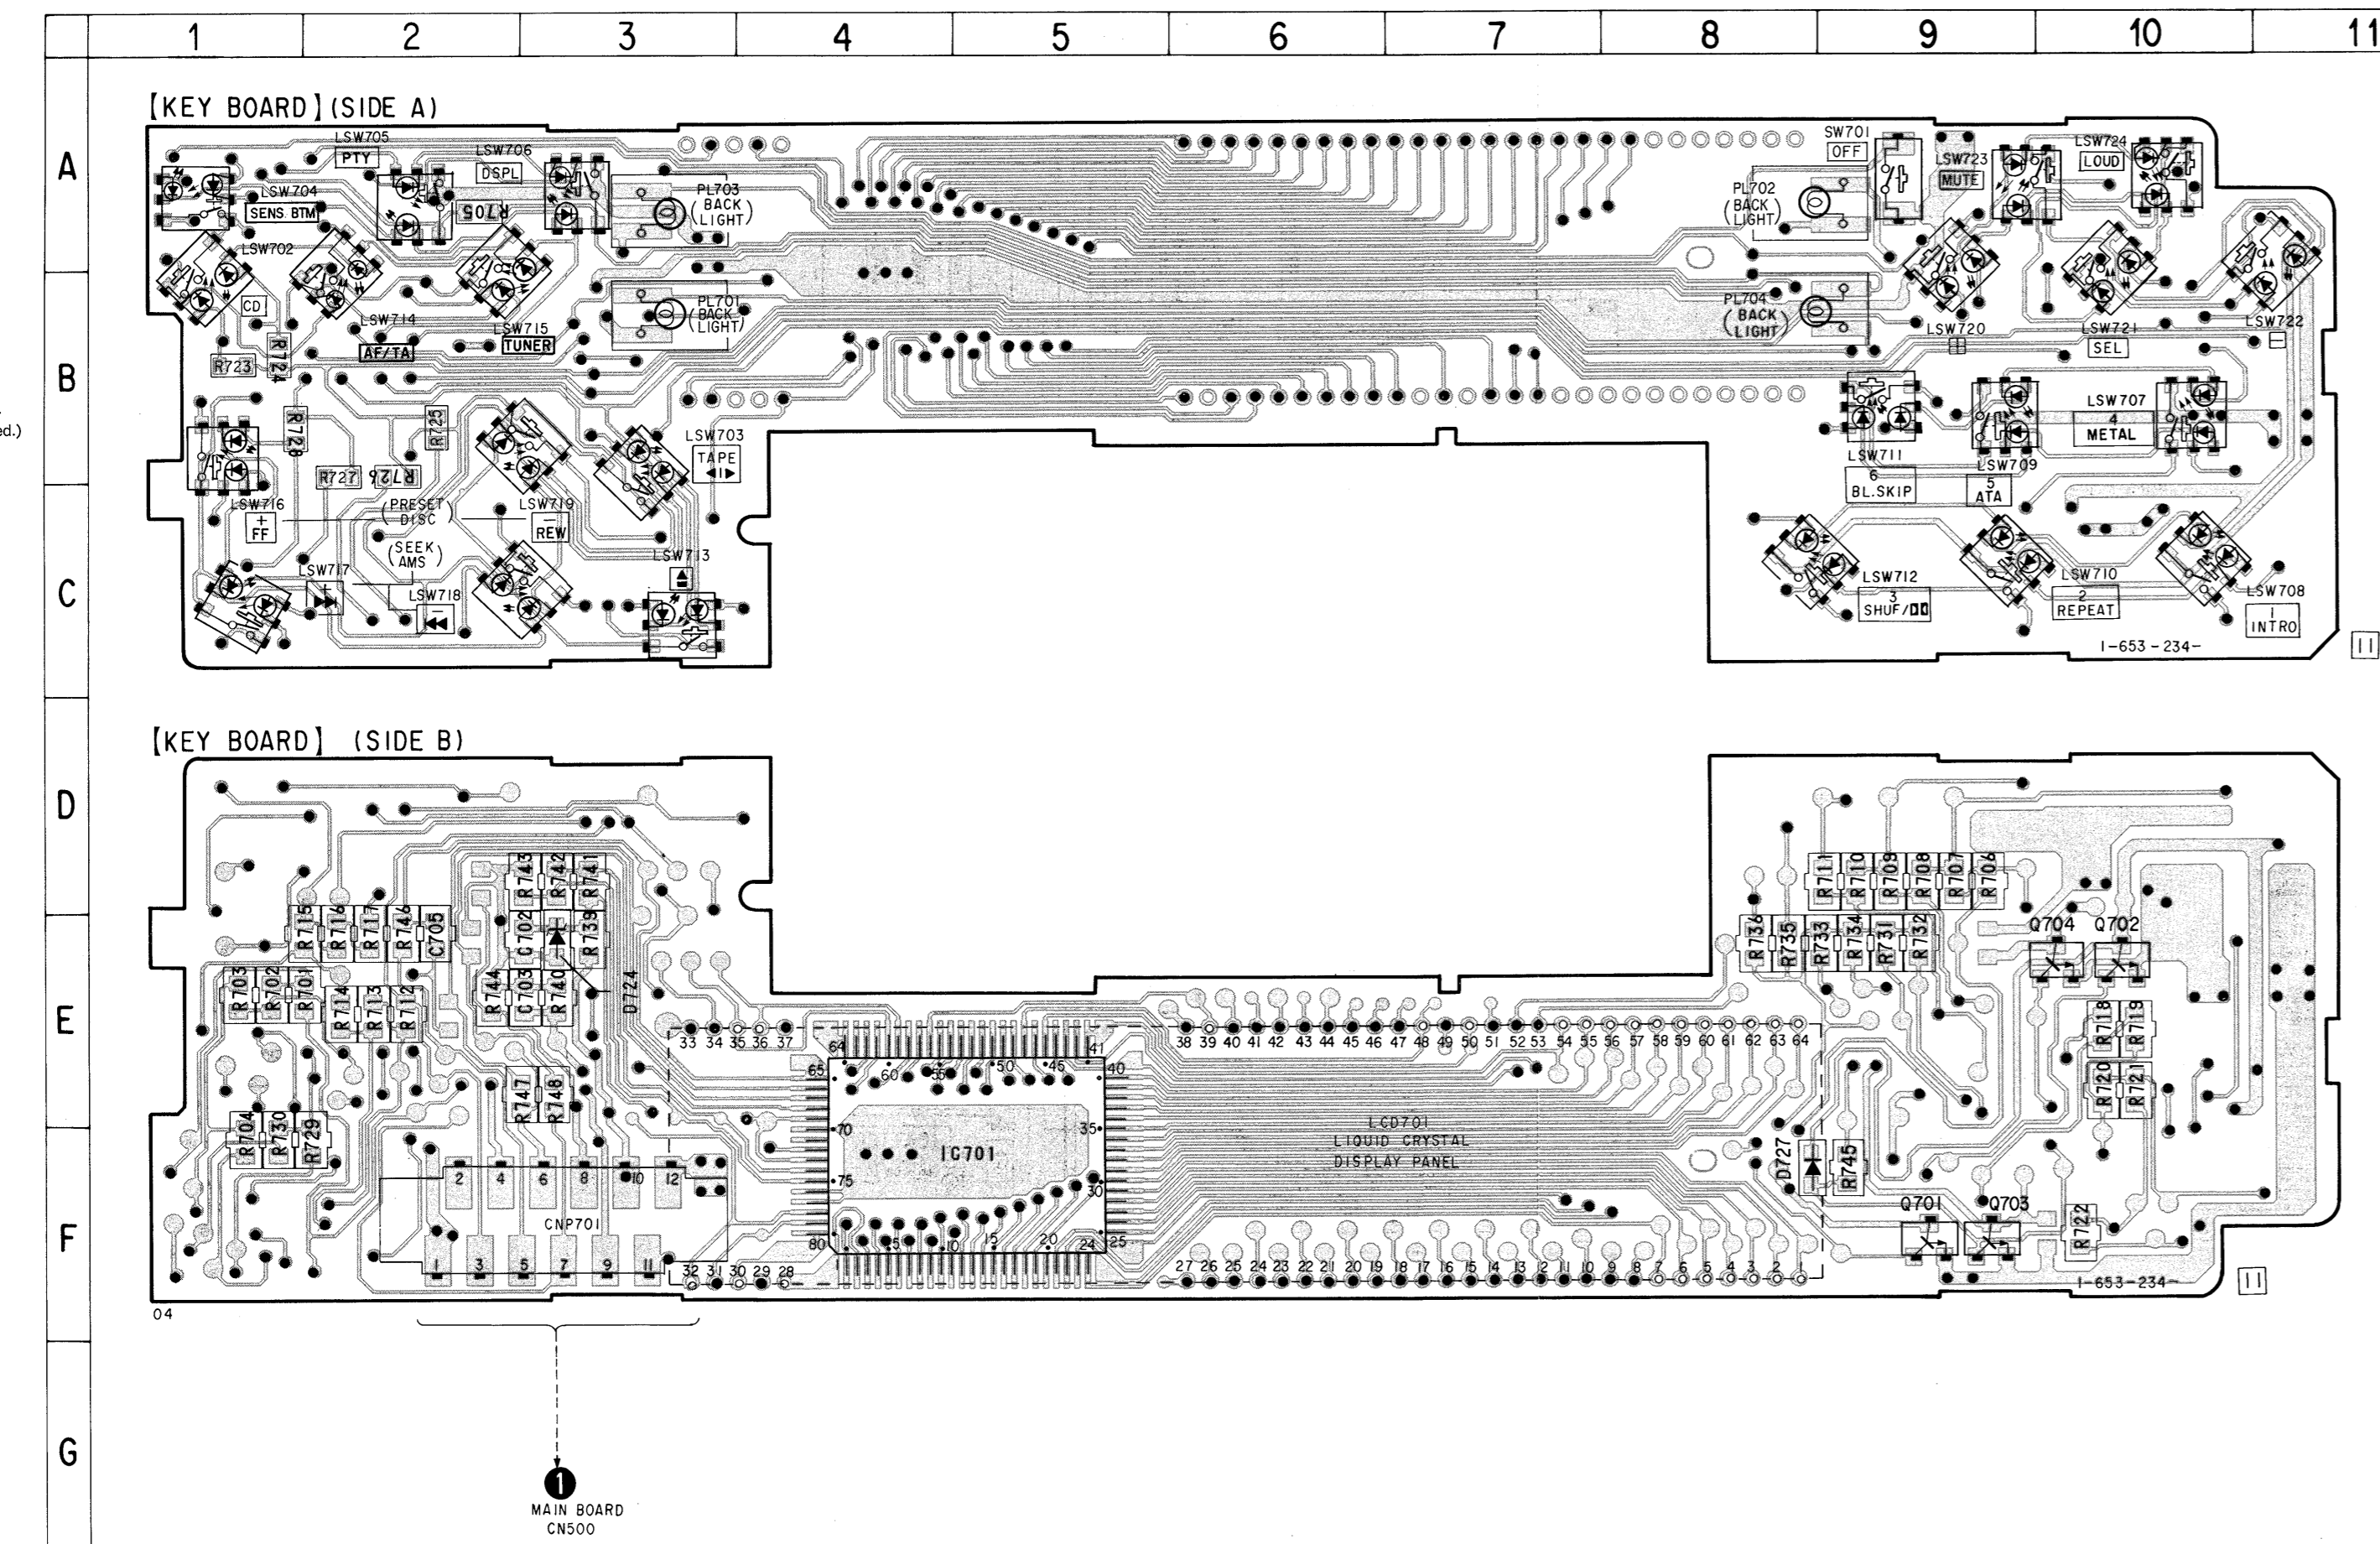 1 2 3 4 5 6 7 8 9 10 11
A
B
C
D
E
F
G
ed.)
【KEY BOARD】(SIDE A)
LSW705
PTY
LSW706
DSPL
LSW704
SENS BTM
R705
LSW702
CD
PL703
BACK
LIGHT
PL701
BACK
LIGHT
LSW714
AF/TA
LSW715
TUNER
R723
R724
R728
R725
R727
R726
LSW703
TAPE
LSW716
+
FF
(PRESET
DISC)
LSW719
–
REW
(SEEK
AMS)
LSW717
+
LSW718
–
LSW713
SW701
OFF
LSW723
MUTE
LSW724
LOUD
PL702
BACK
LIGHT
PL704
BACK
LIGHT
LSW720
LSW721
SEL
LSW722
LSW707
4
METAL
LSW711
6
BL.SKIP
LSW709
5
ATA
LSW712
3
SHUF/
LSW710
2
REPEAT
LSW708
1
INTRO
1-653-234-
11
【KEY BOARD】 (SIDE B)
R743 R742 R741
R715 R716 R717 R746 C705
C702 R739
R703 R702 R701
R714 R713 R712
R744 C703 R740
D724
R747 R748
R704 R730 R729
R711 R710 R709 R708 R707 R706
R736 R735 R733 R734 R731 R732
Q704 Q702
R718 R719
R720 R721
33 34 35 36 37
38 39 40 41 42 43 44 45 46 47 48 49 50 51 52 53 54 55 56 57 58 59 60 61 62 63 64
64 60 55 50 45 41
65 40
70 35
75 30
80 5 10 15 20 24 25
IC701
LCD701
LIQUID CRYSTAL
DISPLAY PANEL
D727
R745
Q701 Q703
R722
2 4 6 8 10 12
CNP701
1 3 5 7 9 11
32 31 30 29 28
27 26 25 24 23 22 21 20 19 18 17 16 15 14 13 12 11 10 9 8 7 6 5 4 3 2 1
1-653-234-
11
04
1
MAIN BOARD
CN500